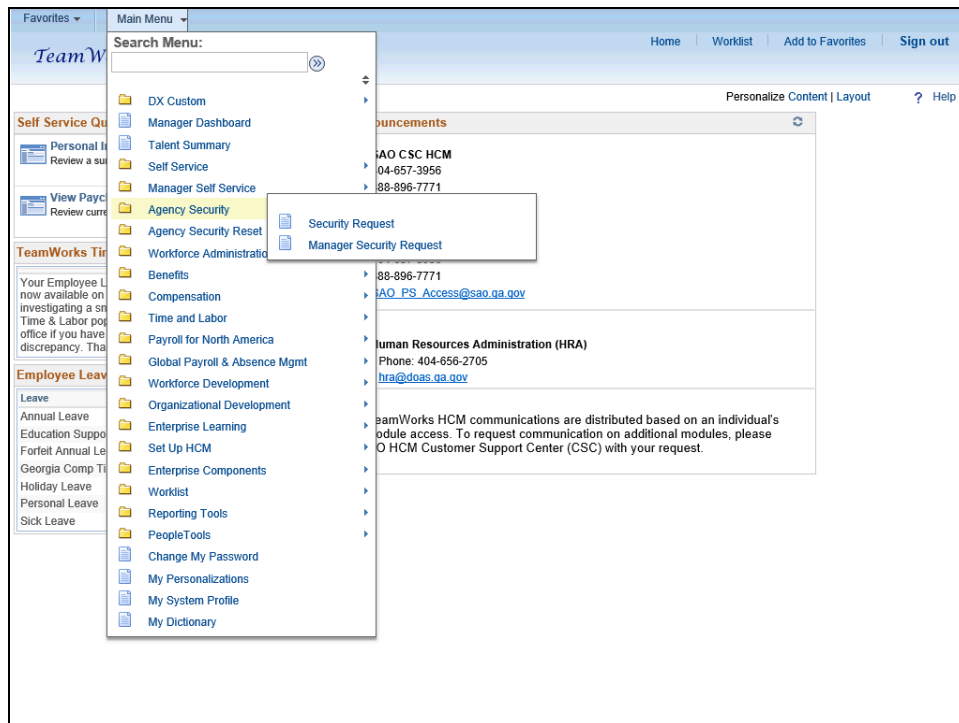 Favorites Main Menu
Search Menu:
Home Worklist Add to Favorites Sign out
TeamW
Personalize Content | Layout ? Help
DX Custom
Manager Dashboard
Talent Summary
Self Service
Manager Self Service
Agency Security
Agency Security Reset
Workforce Administratio
Benefits
Compensation
Time and Labor
Payroll for North America
Global Payroll & Absence Mgmt
Workforce Development
Organizational Development
Enterprise Learning
Set Up HCM
Enterprise Components
Worklist
Reporting Tools
PeopleTools
Change My Password
My Personalizations
My System Profile
My Dictionary
Security Request
Manager Security Request
Self Service Qu
Personal I
Review a su
View Payc
Review curre
TeamWorks Tir
Your Employee L
now available on
investigating a sn
Time & Labor pop
office if you have
discrepancy. Tha
Employee Leav
Leave
Annual Leave
Education Suppo
Forfeit Annual Le
Georgia Comp Ti
Holiday Leave
Personal Leave
Sick Leave
ouncements
SAO CSC HCM
04-657-3956
88-896-7771
88-896-7771
SAO_PS_Access@sao.ga.gov
Human Resources Administration (HRA)
Phone: 404-656-2705
hra@doas.ga.gov
eamWorks HCM communications are distributed based on an individual's
odule access. To request communication on additional modules, please
O HCM Customer Support Center (CSC) with your request.